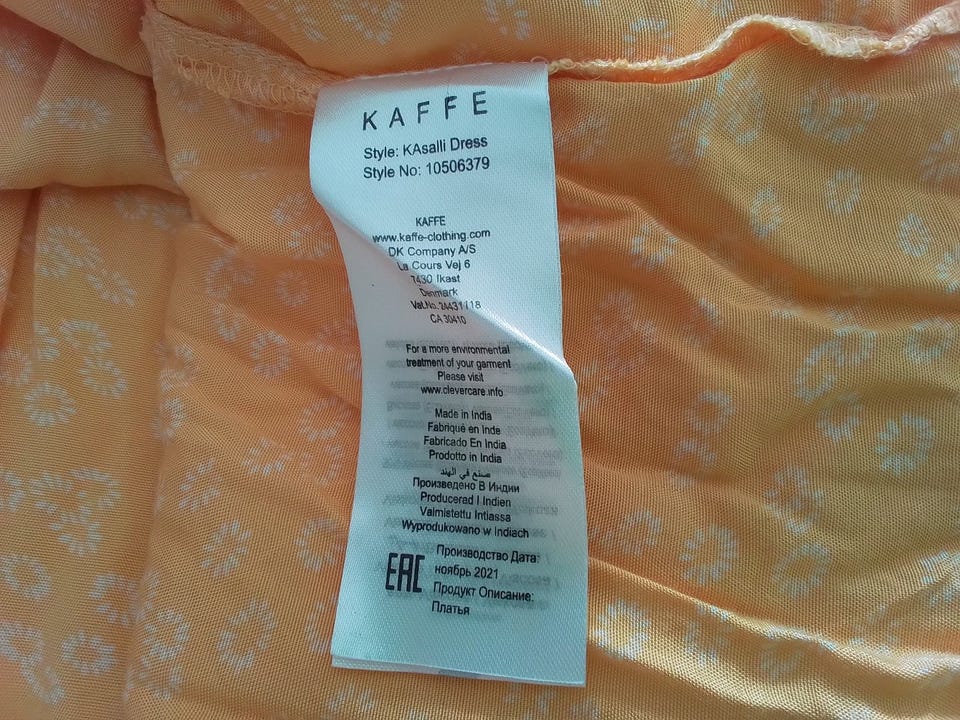 KAFFE
Style: KAsalli Dress
Style No: 10506379
KAFFE
www.kaffe-clothing.com
DK Company A/S
La Cours Vej 6
7430 Ikast
Denmark
Vat.No. 24431118
CA 30410
For a more environmental
treatment of your garment
Please visit
www.clevercare.info
Made in India
Fabriqué en Inde
Fabricado En India
Prodotto in India
صنع في الهند
Произведено В Индии
Producerad I Indien
Valmistettu Intiassa
Wyprodukowano w Indiach
EAC
Производство Дата:
ноябрь 2021
Продукт Описание:
Платья